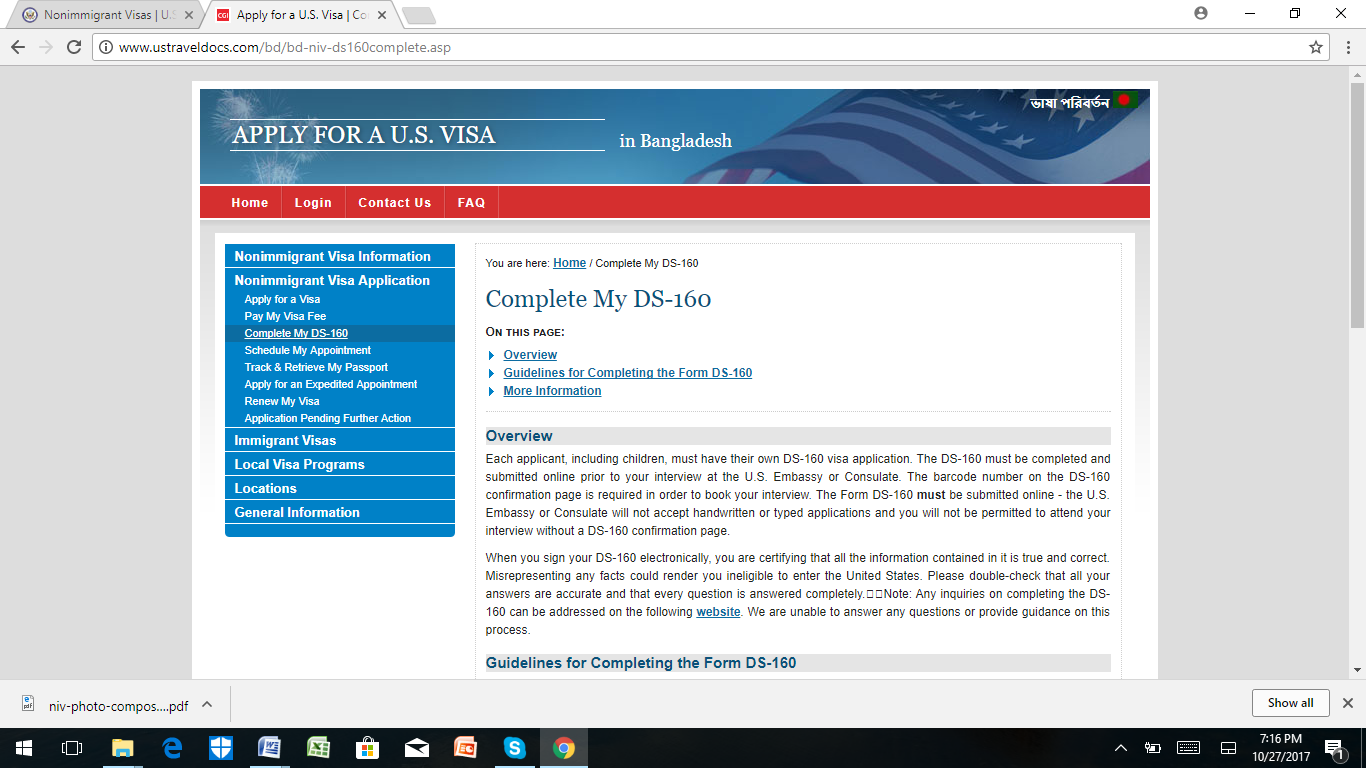 Nonimmigrant Visas | U.S
Apply for a U.S. Visa | Co
www.ustraveldocs.com/bd/bd-niv-ds160complete.asp
ভাষা পরিবর্তন
APPLY FOR A U.S. VISA in Bangladesh
Home Login Contact Us FAQ
Nonimmigrant Visa Information
Nonimmigrant Visa Application
Apply for a Visa
Pay My Visa Fee
Complete My DS-160
Schedule My Appointment
Track & Retrieve My Passport
Apply for an Expedited Appointment
Renew My Visa
Application Pending Further Action
Immigrant Visas
Local Visa Programs
Locations
General Information
You are here: Home / Complete My DS-160
Complete My DS-160
ON THIS PAGE:
Overview
Guidelines for Completing the Form DS-160
More Information
Overview
Each applicant, including children, must have their own DS-160 visa application. The DS-160 must be completed and
submitted online prior to your interview at the U.S. Embassy or Consulate. The barcode number on the DS-160
confirmation page is required in order to book your interview. The Form DS-160 must be submitted online - the U.S.
Embassy or Consulate will not accept handwritten or typed applications and you will not be permitted to attend your
interview without a DS-160 confirmation page.
When you sign your DS-160 electronically, you are certifying that all the information contained in it is true and correct.
Misrepresenting any facts could render you ineligible to enter the United States. Please double-check that all your
answers are accurate and that every question is answered completely.▯▯Note: Any inquiries on completing the DS-
160 can be addressed on the following website. We are unable to answer any questions or provide guidance on this
process.
Guidelines for Completing the Form DS-160
niv-photo-compos....pdf
Show all
7:16 PM
10/27/2017
1